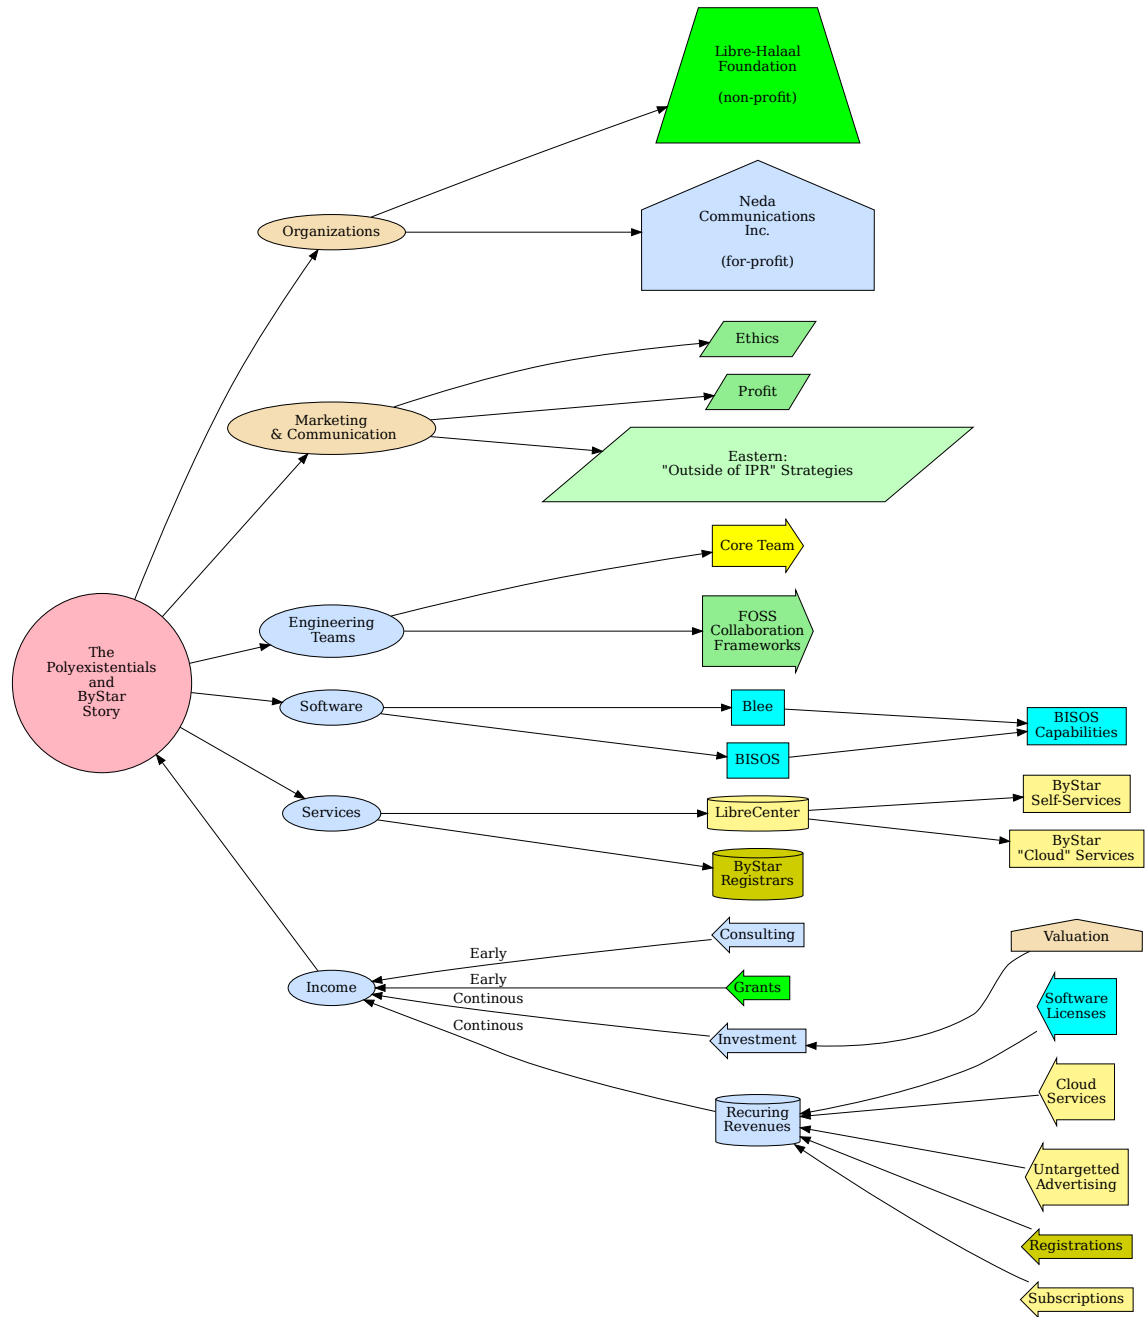 Libre-Halaal
Foundation
(non-profit)
Neda
Communications
Inc.
(for-profit)
Organizations
Ethics
Profit
Marketing
& Communication
Eastern:
"Outside of IPR" Strategies
Core Team
Engineering
Teams
FOSS
Collaboration
Frameworks
The
Polyexistentials
and
ByStar
Story
Software
Blee
BISOS
BISOS
Capabilities
Services
LibreCenter
ByStar
Registrars
ByStar
Self-Services
ByStar
"Cloud" Services
Income
Early
Early
Continous
Continous
Consulting
Grants
Investment
Recuring
Revenues
Valuation
Software
Licenses
Cloud
Services
Untargetted
Advertising
Registrations
Subscriptions